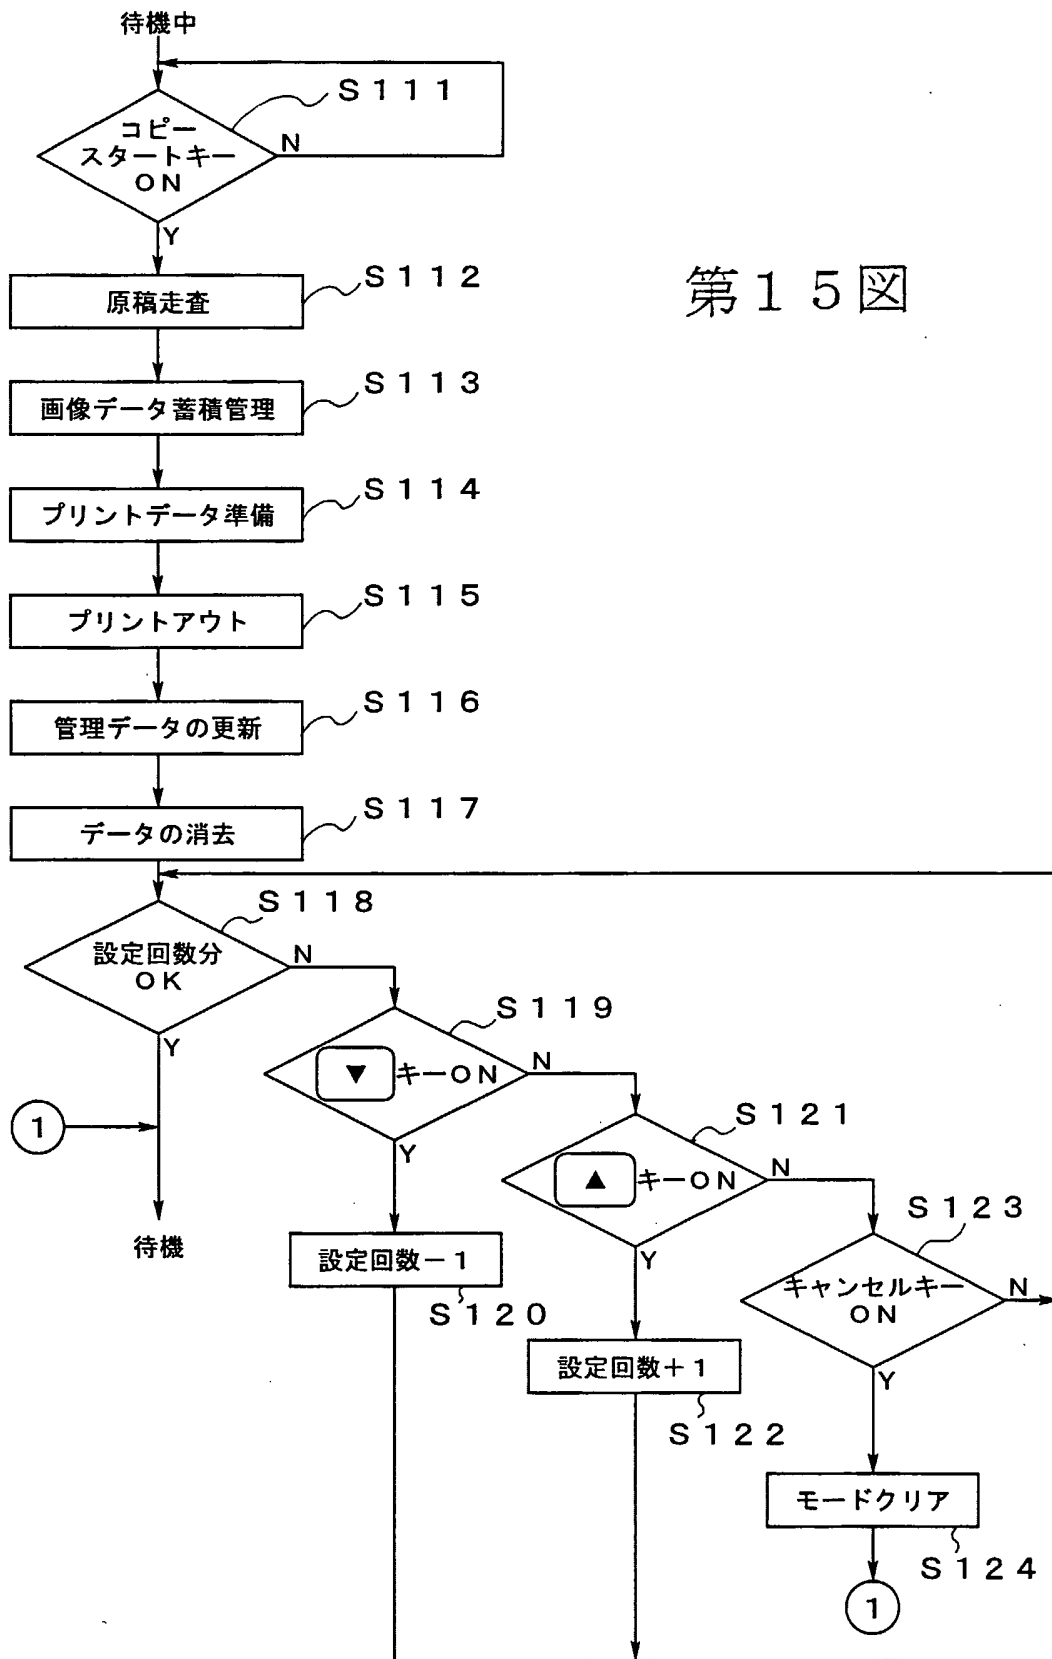 待機中
S111
コピー
スタートキー
ON
N
Y
S112
原稿走査
第15図
S113
画像データ蓄積管理
S114
プリントデータ準備
S115
プリントアウト
S116
管理データの更新
S117
データの消去
S118
設定回数分
OK
N
Y
S119
▼キーON
N
Y
1
S121
▲キーON
N
Y
待機
設定回数−1
S120
S123
キャンセルキー
ON
N
Y
設定回数+1
S122
モードクリア
S124
1